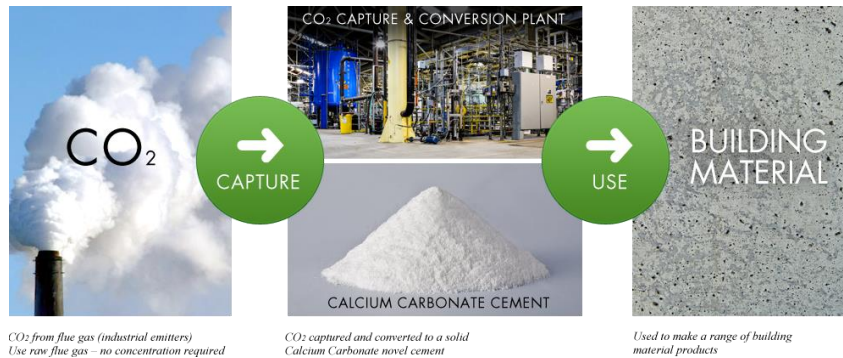 CO₂
CAPTURE
CO₂ CAPTURE & CONVERSION PLANT
CALCIUM CARBONATE CEMENT
USE
BUILDING
MATERIAL
CO2 from flue gas (industrial emitters)
Use raw flue gas – no concentration required
CO2 captured and converted to a solid
Calcium Carbonate novel cement
Used to make a range of building
material products